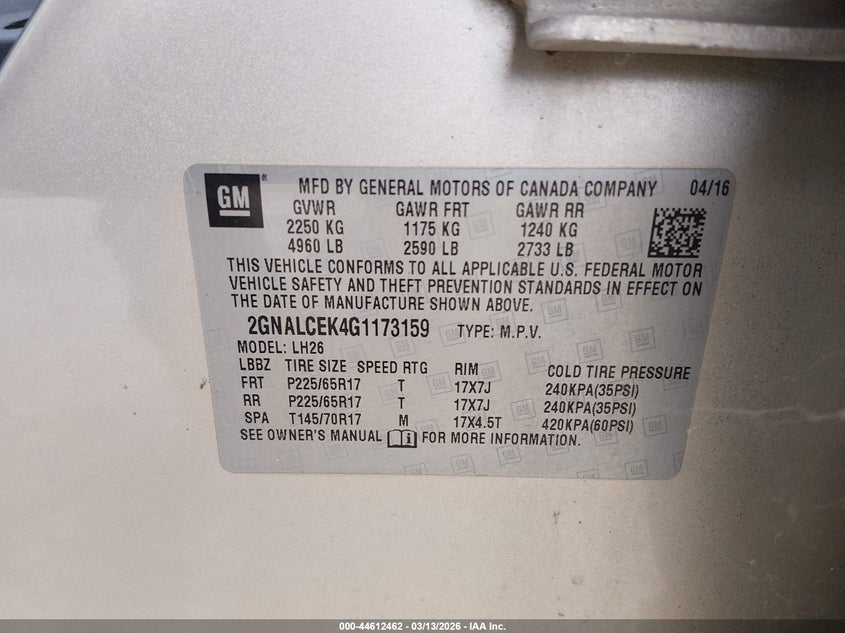 GM
MFD BY GENERAL MOTORS OF CANADA COMPANY 04/16
GVWR GAWR FRT GAWR RR
2250 KG 1175 KG 1240 KG
4960 LB 2590 LB 2733 LB
THIS VEHICLE CONFORMS TO ALL APPLICABLE U.S. FEDERAL MOTOR
VEHICLE SAFETY AND THEFT PREVENTION STANDARDS IN EFFECT ON
THE DATE OF MANUFACTURE SHOWN ABOVE.
2GNALCEK4G1173159 TYPE: M.P.V.
MODEL: LH26
LBBZ TIRE SIZE SPEED RTG RIM COLD TIRE PRESSURE
FRT P225/65R17 T 17X7J 240KPA(35PSI)
RR P225/65R17 T 17X7J 240KPA(35PSI)
SPA T145/70R17 M 17X4.5T 420KPA(60PSI)
SEE OWNER'S MANUAL FOR MORE INFORMATION.
000-44612462 - 03/13/2026 - IAA Inc.